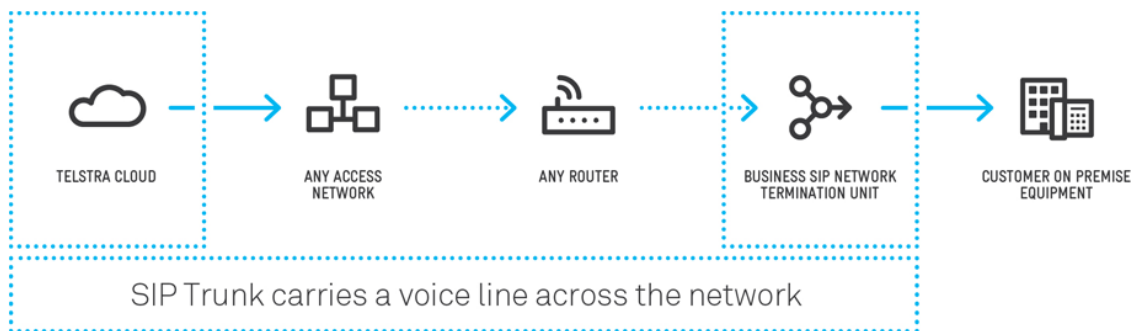 TELSTRA CLOUD
ANY ACCESS
NETWORK
ANY ROUTER
BUSINESS SIP NETWORK
TERMINATION UNIT
CUSTOMER ON PREMISE
EQUIPMENT
SIP Trunk carries a voice line across the network